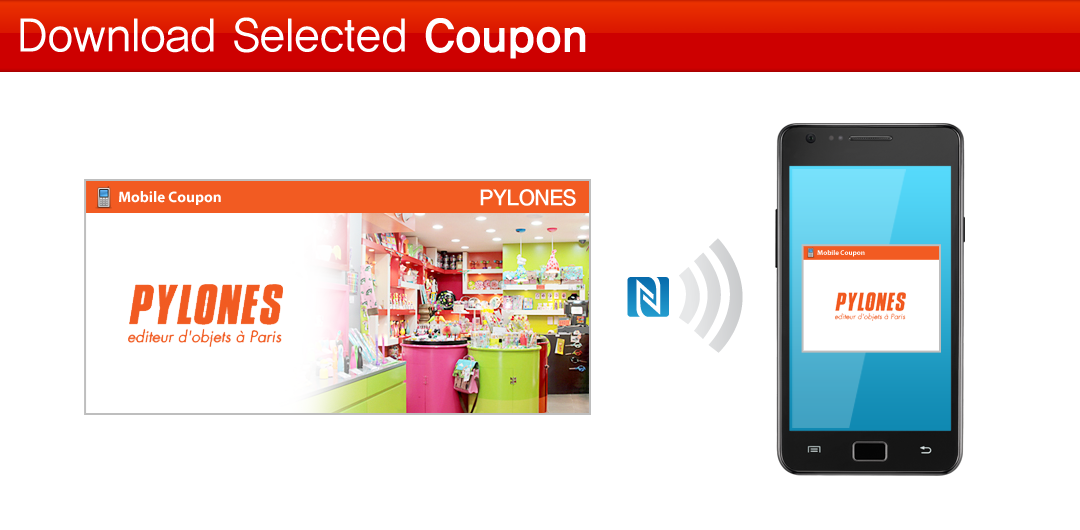 Download Selected Coupon
Mobile Coupon
PYLONES
PYLONES
editeur d'objets à Paris
Mobile Coupon
PYLONES
editeur d'objets à Paris